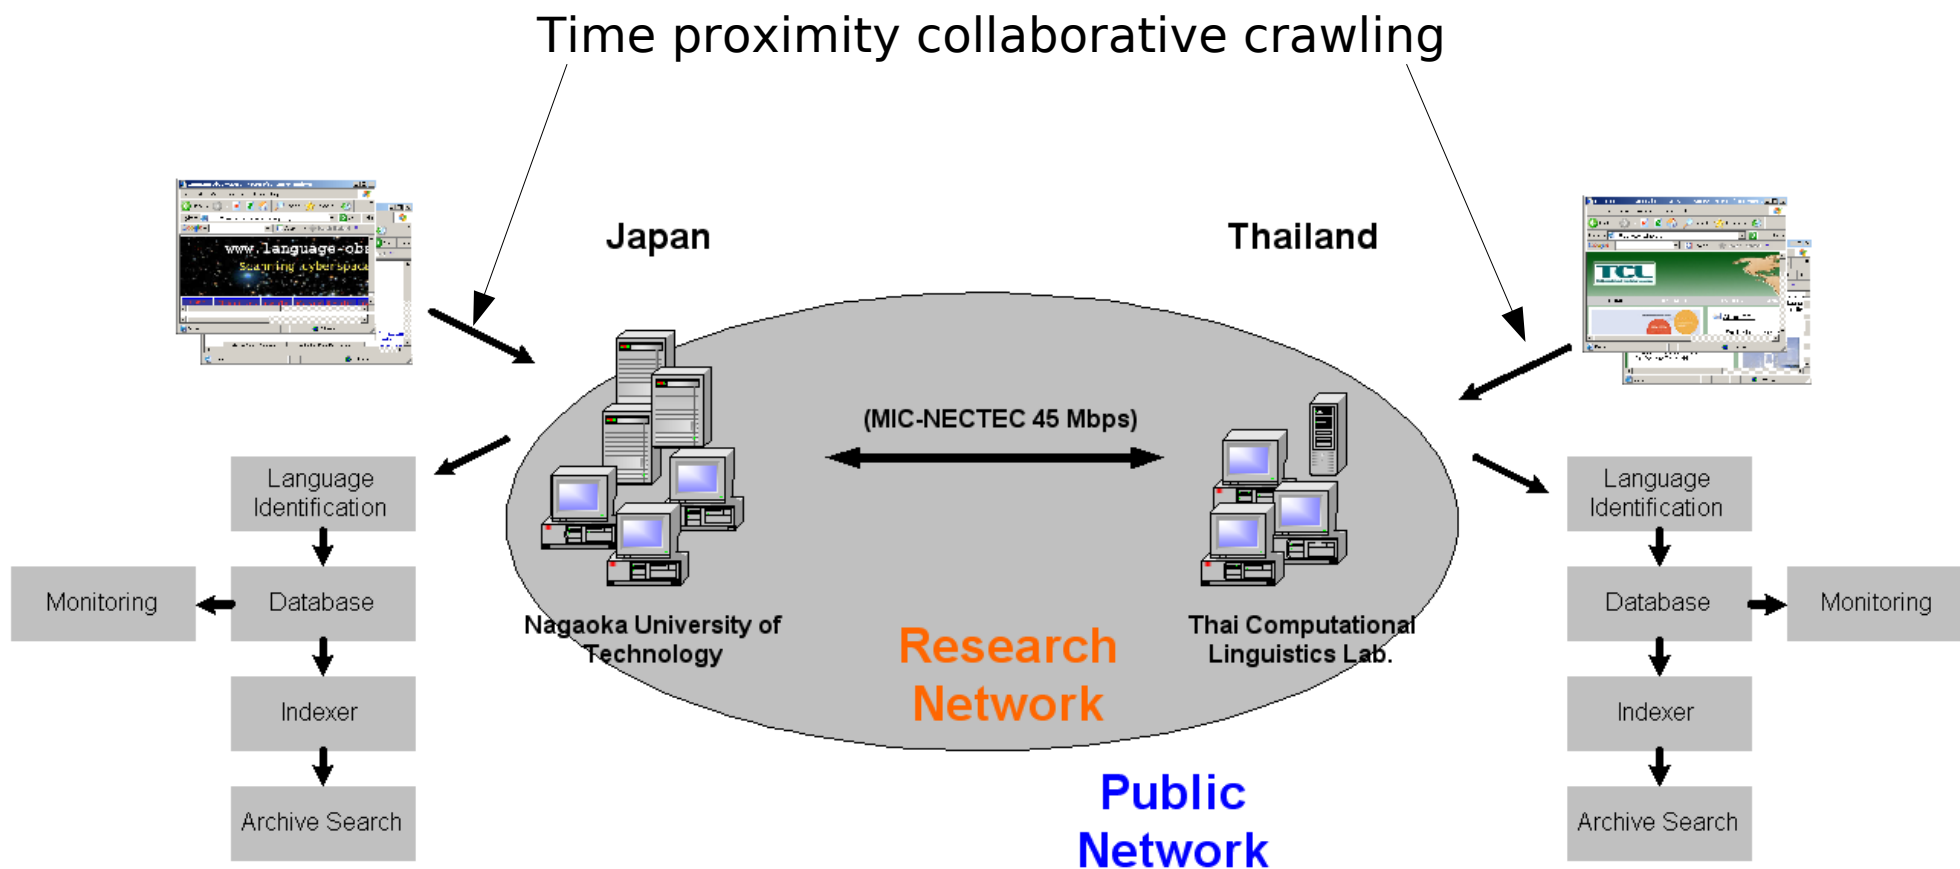 Time proximity collaborative crawling
Japan
Thailand
www.language-obs
Scanning cyberspace
TCL
(MIC-NECTEC 45 Mbps)
Language
Identification
Database
Monitoring
Indexer
Archive Search
Nagaoka University of
Technology
Research
Network
Thai Computational
Linguistics Lab.
Public
Network
Language
Identification
Database
Monitoring
Indexer
Archive Search